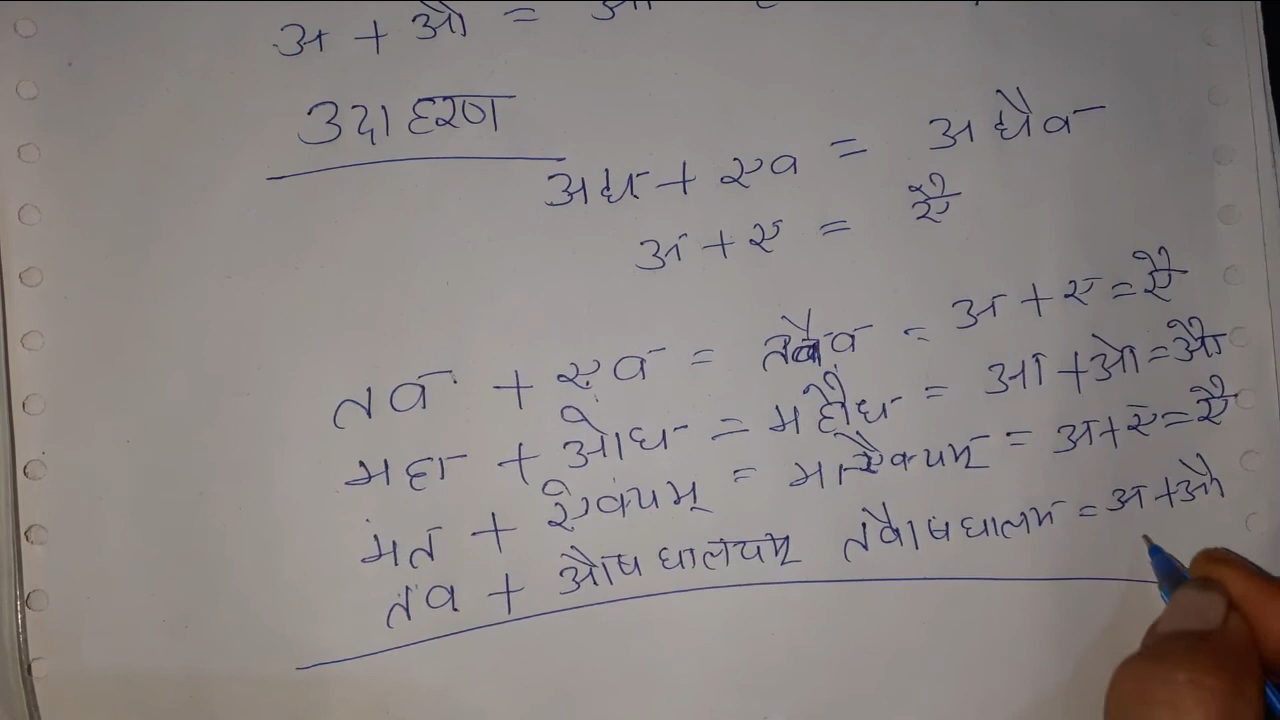 अ + औ = औ
उदाहरण
अद्य + एव = अद्यैव
अ + ए = ऐ
तव + एव = तवैव = अ + ए = ऐ
महा + ओघ = महौघ = आ + ओ = औ
मत + ऐक्यम् = मतैक्यम् = अ + ऐ = ऐ
तव + औषधालयम् तवौषधालम = अ + औ